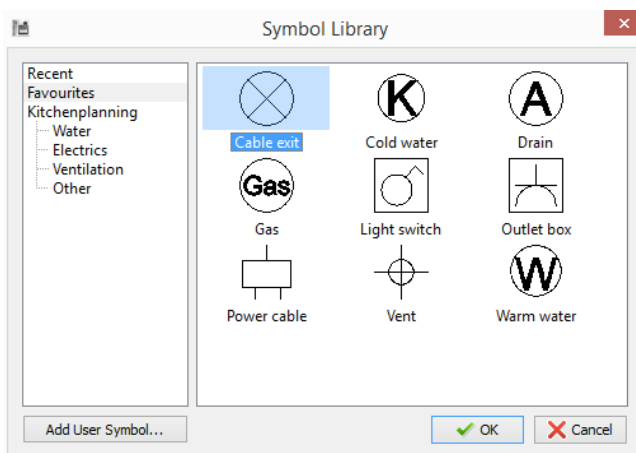 Symbol Library
Recent
Favourites
Kitchenplanning
Water
Electrics
Ventilation
Other
K
A
Cable exit
Cold water
Drain
Gas
Gas
Light switch
Outlet box
W
Power cable
Vent
Warm water
Add User Symbol...
OK
Cancel